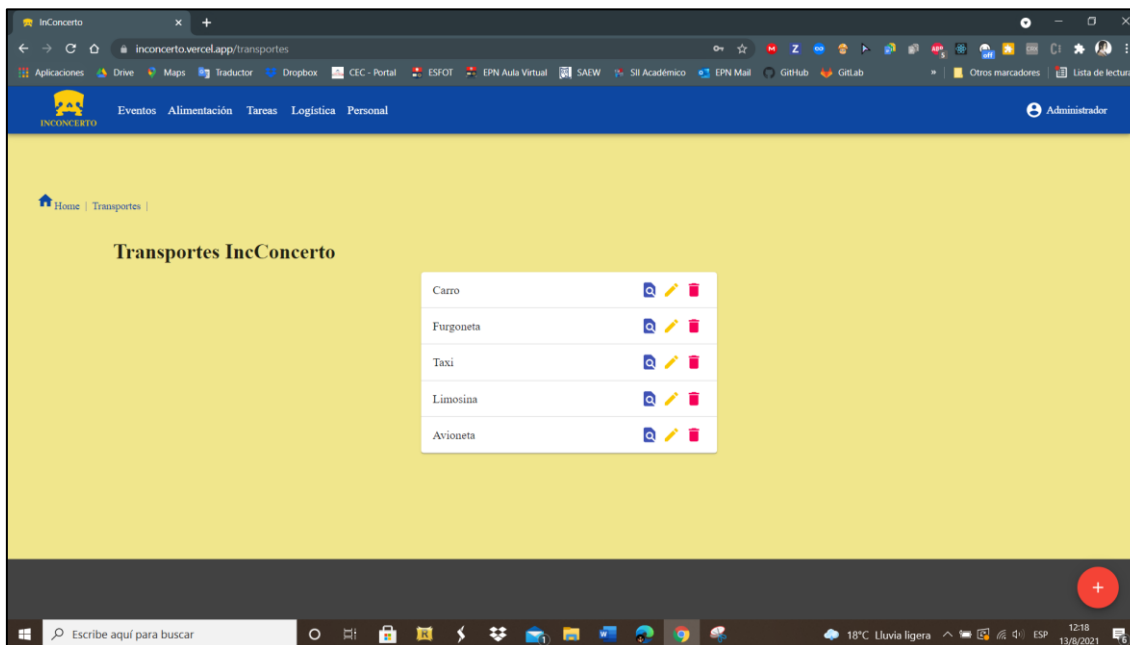 InConcerto
inconcerto.vercel.app/transportes
Aplicaciones Drive Maps Traductor Dropbox CEC - Portal ESFOT EPN Aula Virtual SAEW SII Académico EPN Mail GitHub GitLab » Otros marcadores Lista de lectura
INCONCERTO
Eventos Alimentación Tareas Logística Personal
Administrador
Home | Transportes |
Transportes IncConcerto
Carro
Furgoneta
Taxi
Limosina
Avioneta
Escribe aquí para buscar
18°C Lluvia ligera
ESP
12:18
13/8/2021